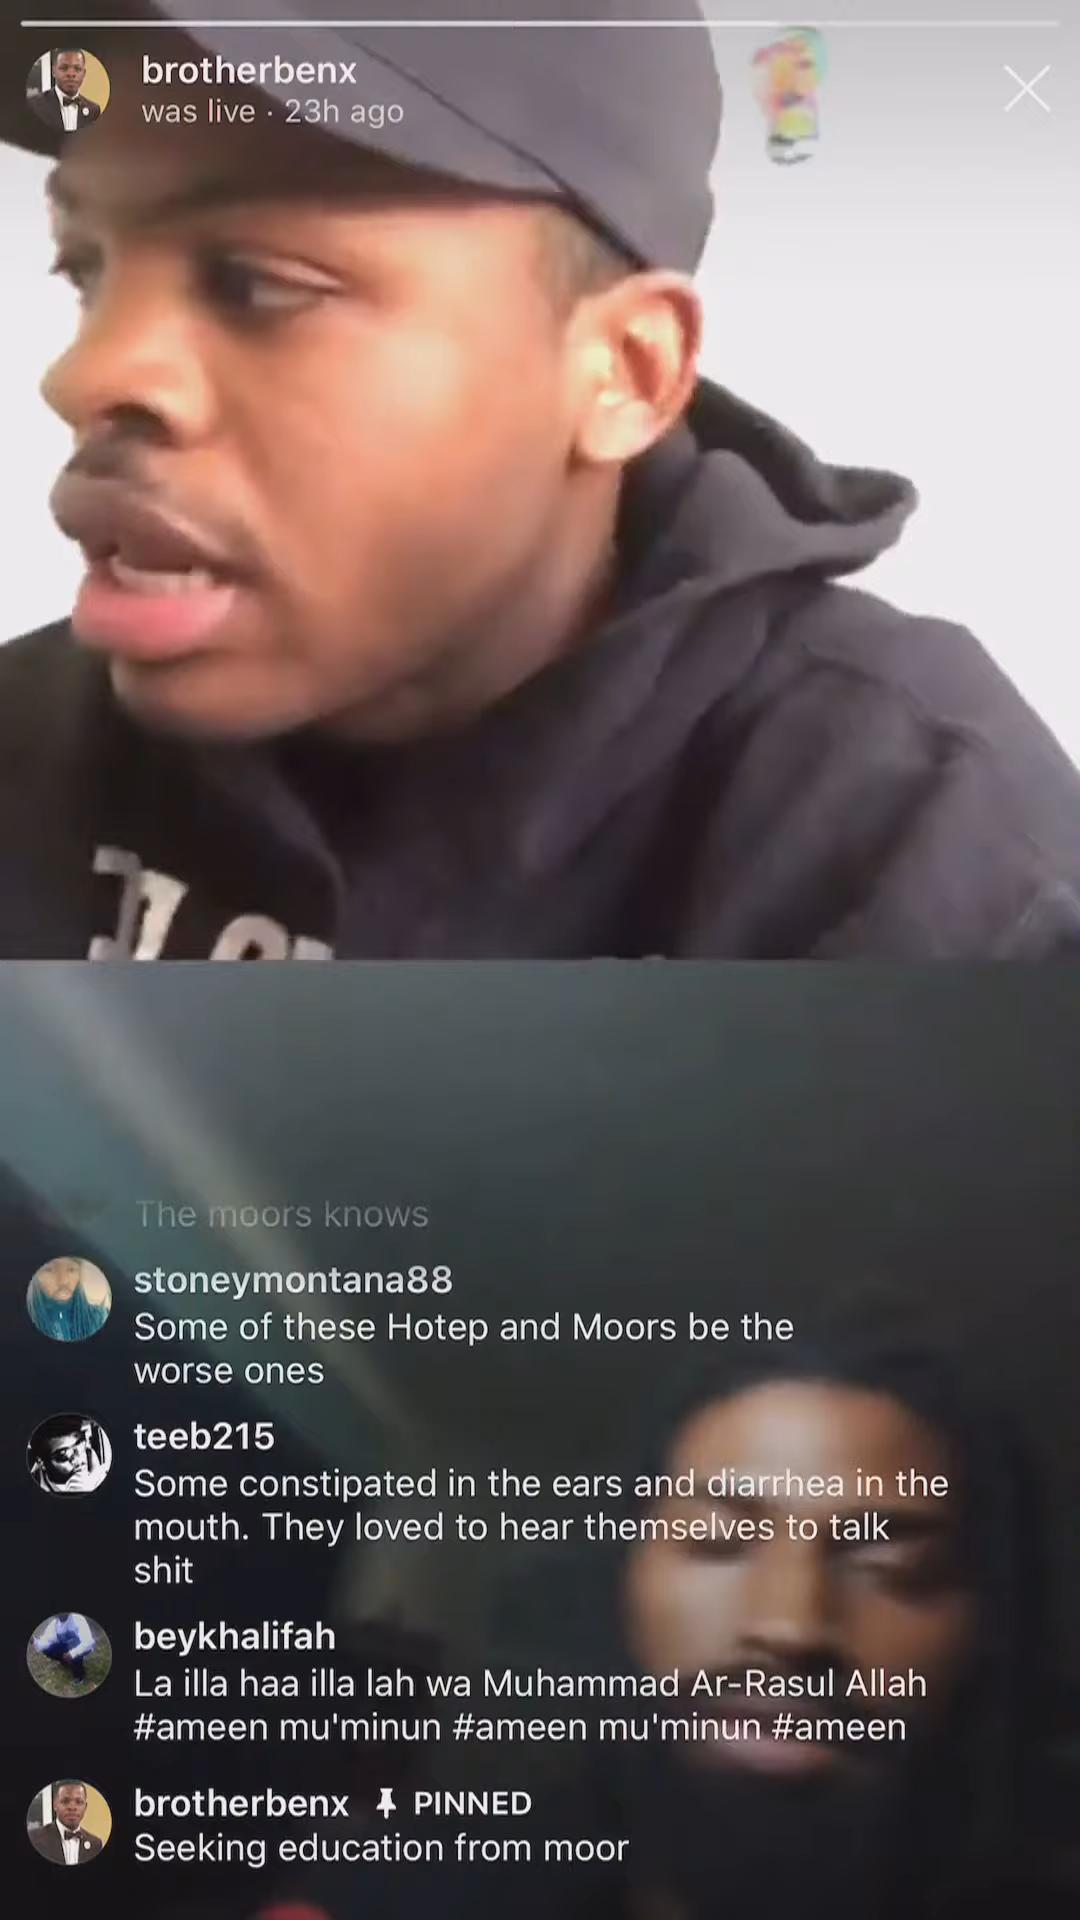 brotherbenx
was live · 23h ago
The moors knows
stoneymontana88
Some of these Hotep and Moors be the
worse ones
teeb215
Some constipated in the ears and diarrhea in the
mouth. They loved to hear themselves to talk
shit
beykhalifah
La illa haa illa lah wa Muhammad Ar-Rasul Allah
#ameen mu'minun #ameen mu'minun #ameen
brotherbenx PINNED
Seeking education from moor